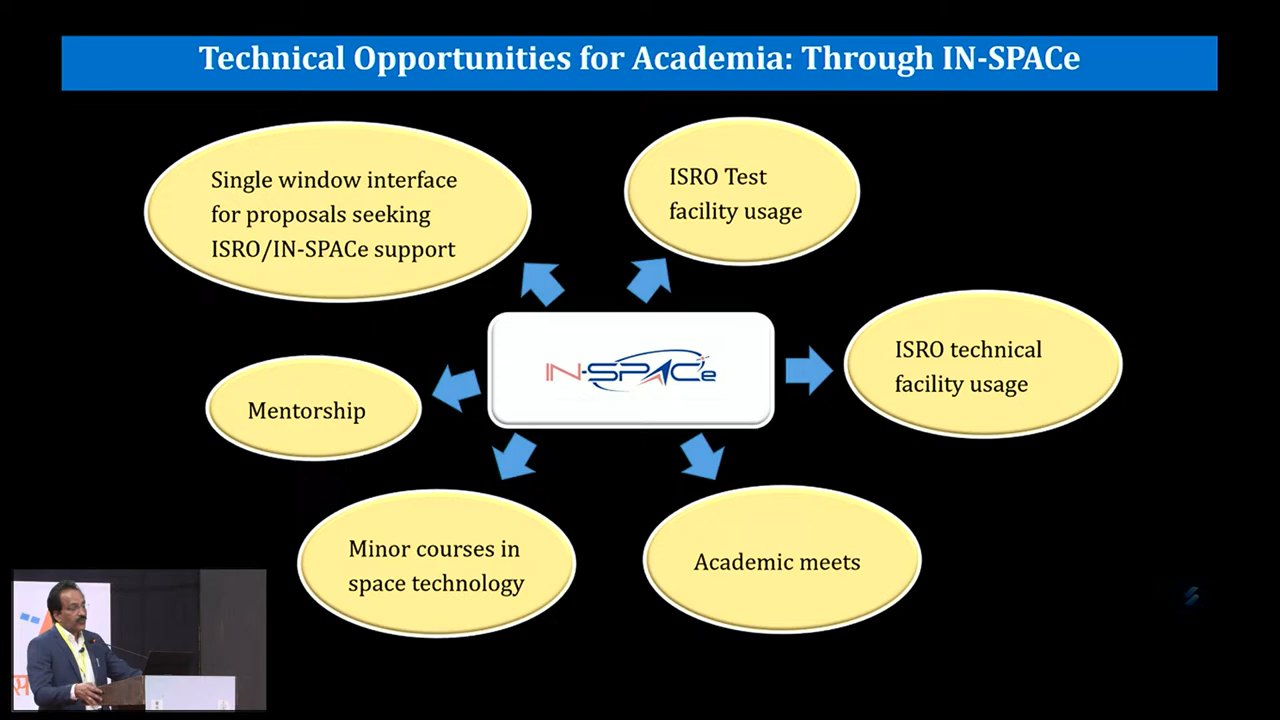 Technical Opportunities for Academia: Through IN-SPACe
Single window interface
for proposals seeking
ISRO/IN-SPACe support
ISRO Test
facility usage
IN-SPACe
ISRO technical
facility usage
Mentorship
Minor courses in
space technology
Academic meets
स